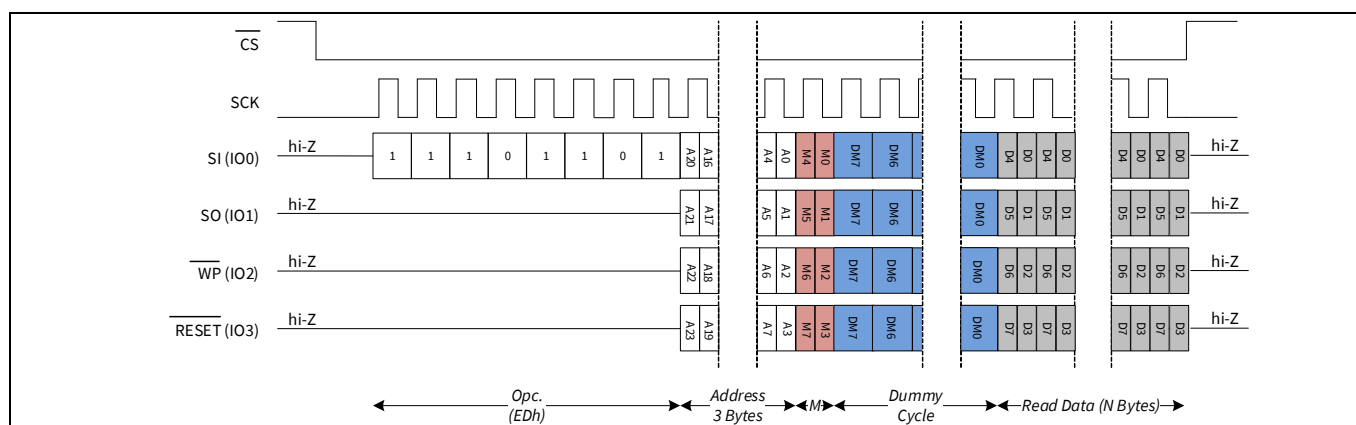 CS
SCK
hi-Z
SI (IO0) 1 1 1 0 1 1 0 1 A20 A16 A4 A0 M4 M0 DM7 DM6 DM0 D4 D0 D4 D0 D4 D0 D4 D0 hi-Z
hi-Z
SO (IO1) A21 A17 A5 A1 M5 M1 DM7 DM6 DM0 D5 D1 D5 D1 D5 D1 D5 D1 hi-Z
hi-Z
WP (IO2) A22 A18 A6 A2 M6 M2 DM7 DM6 DM0 D6 D2 D6 D2 D6 D2 D6 D2 hi-Z
hi-Z
RESET (IO3) A23 A19 A7 A3 M7 M3 DM7 DM6 DM0 D7 D3 D7 D3 D7 D3 D7 D3 hi-Z
Opc. Address M Dummy Read Data (N Bytes)
(EDh) 3 Bytes Cycle